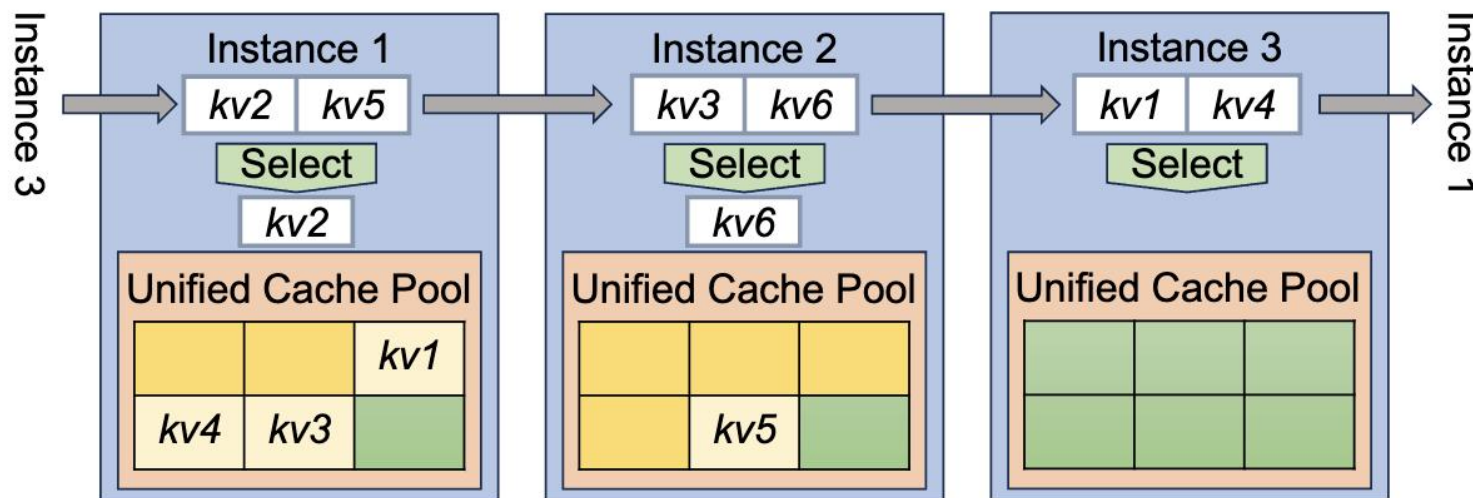 Instance 3
Instance 1
kv2 kv5
Select
kv2
Unified Cache Pool
kv1
kv4 kv3
Instance 2
kv3 kv6
Select
kv6
Unified Cache Pool
kv5
Instance 3
kv1 kv4
Select
Unified Cache Pool
Instance 1